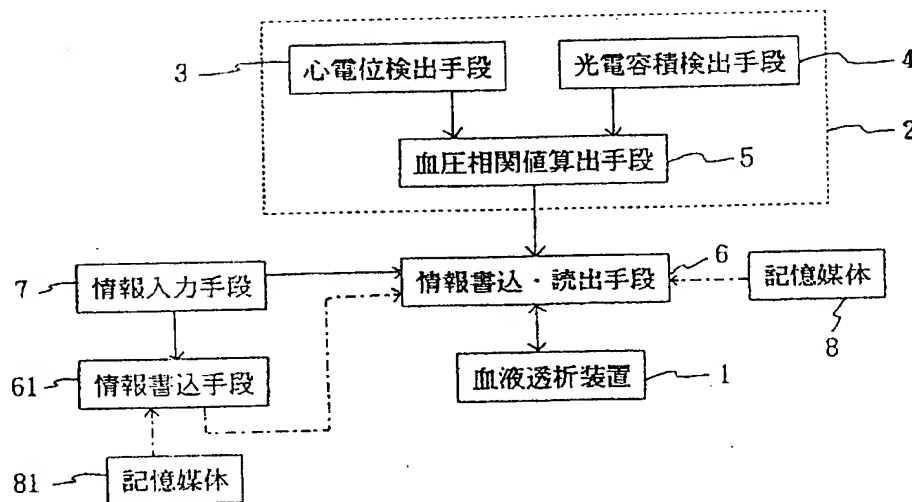 3 心電位検出手段 光電容積検出手段 4
2
血圧相関値算出手段 5
6
7 情報入力手段 情報書込・読出手段 記憶媒体
8
61 情報書込手段 血液透析装置 1
81 記憶媒体